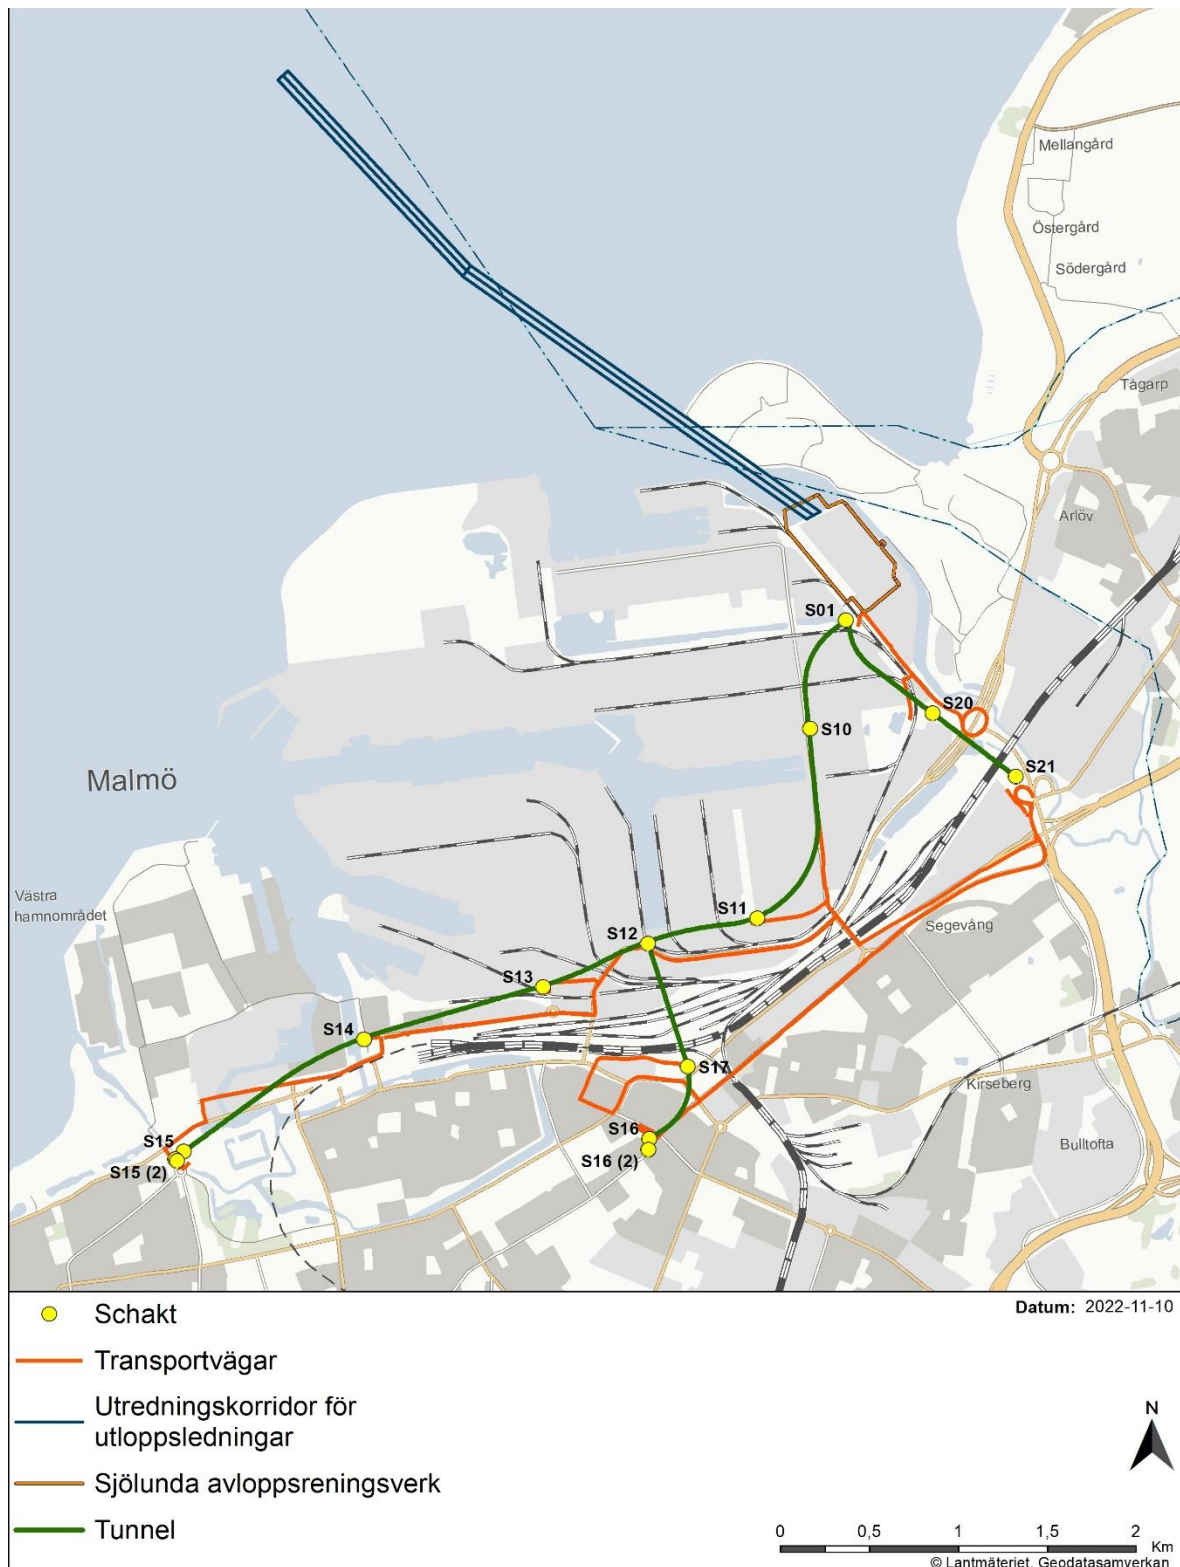 Mellangård
Östergård
Södergård
Tågarp
Arlöv
S01
S20
S10
S21
Malmö
Västra
hamnområdet
S11
Segevång
S12
S13
S14
S17
Kirseberg
S16
S15
Bulltofta
S16 (2)
S15 (2)
Schakt
Datum: 2022-11-10
Transportvägar
Utredningskorridor för
utloppsledningar
N
Sjölunda avloppsreningsverk
Tunnel
0 0,5 1 1,5 2
Km
© Lantmäteriet, Geodatasamverkan